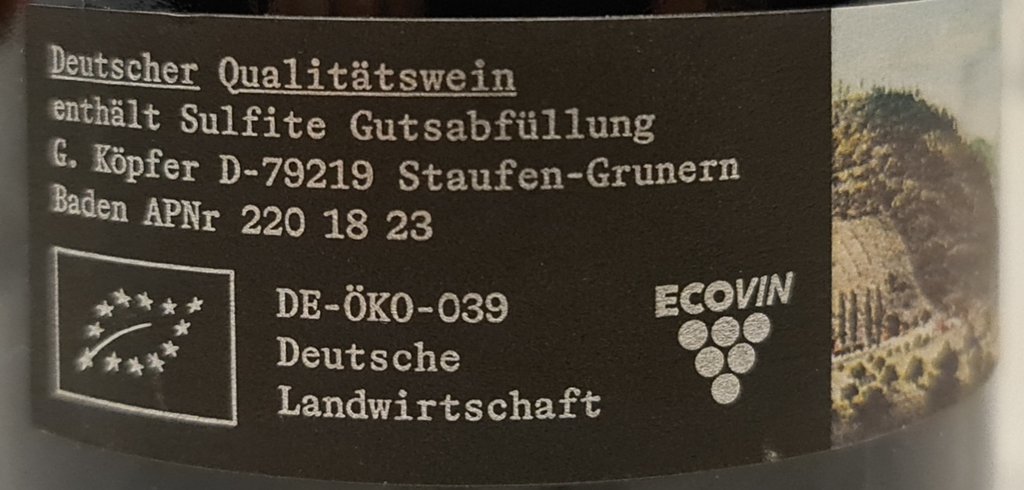 Deutscher Qualitätswein
enthält Sulfite Gutsabfüllung
G. Köpfer D-79219 Staufen-Grunern
Baden APNr 220 18 23
DE-ÖKO-039
Deutsche
Landwirtschaft
ECOVIN